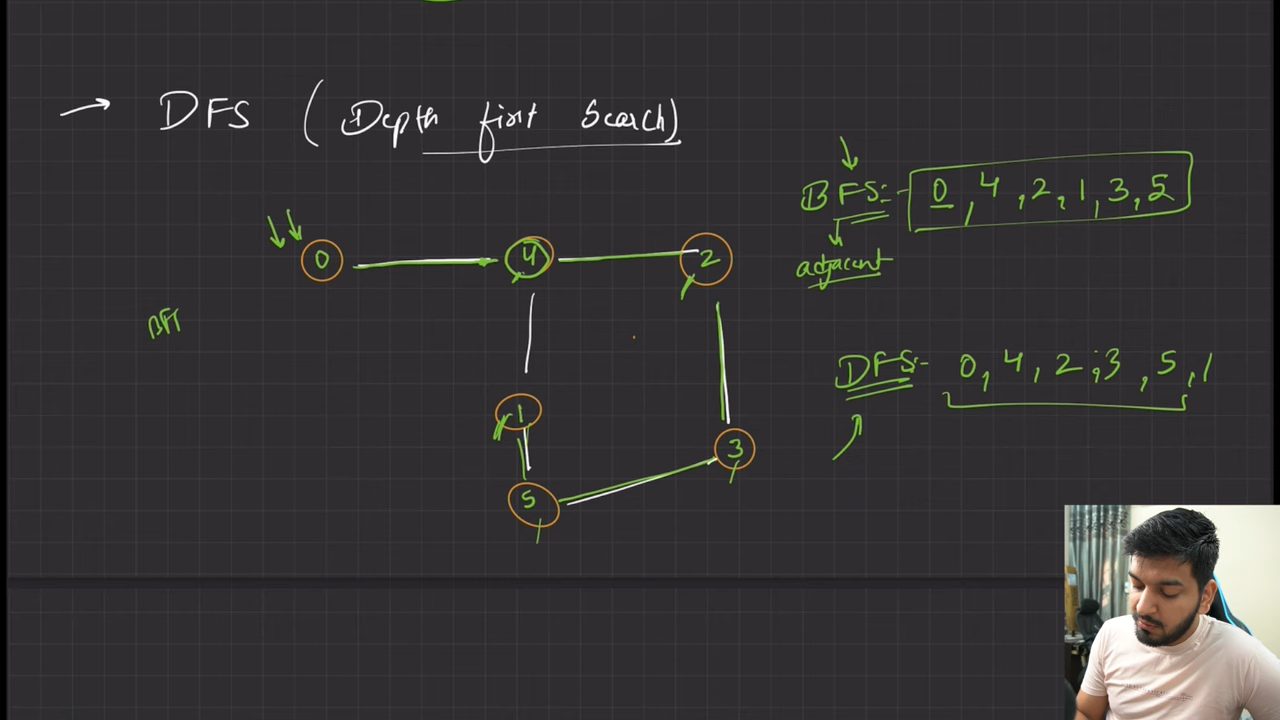 → DFS (Depth first Search)
BFS:- 0, 4, 2, 1, 3, 5
adjacent
0
4
2
BFS
DFS:- 0, 4, 2, 3, 5, 1
1
3
5